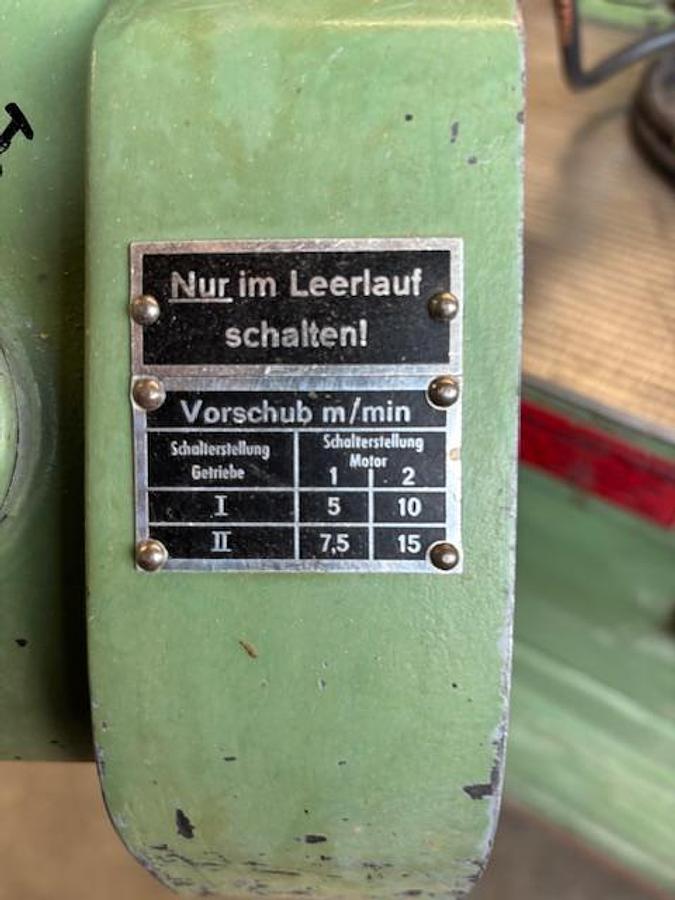 Nur im Leerlauf
schalten!
Vorschub m/min
Schalterstellung Schalterstellung
Getriebe Motor
1 2
I 5 10
II 7,5 15